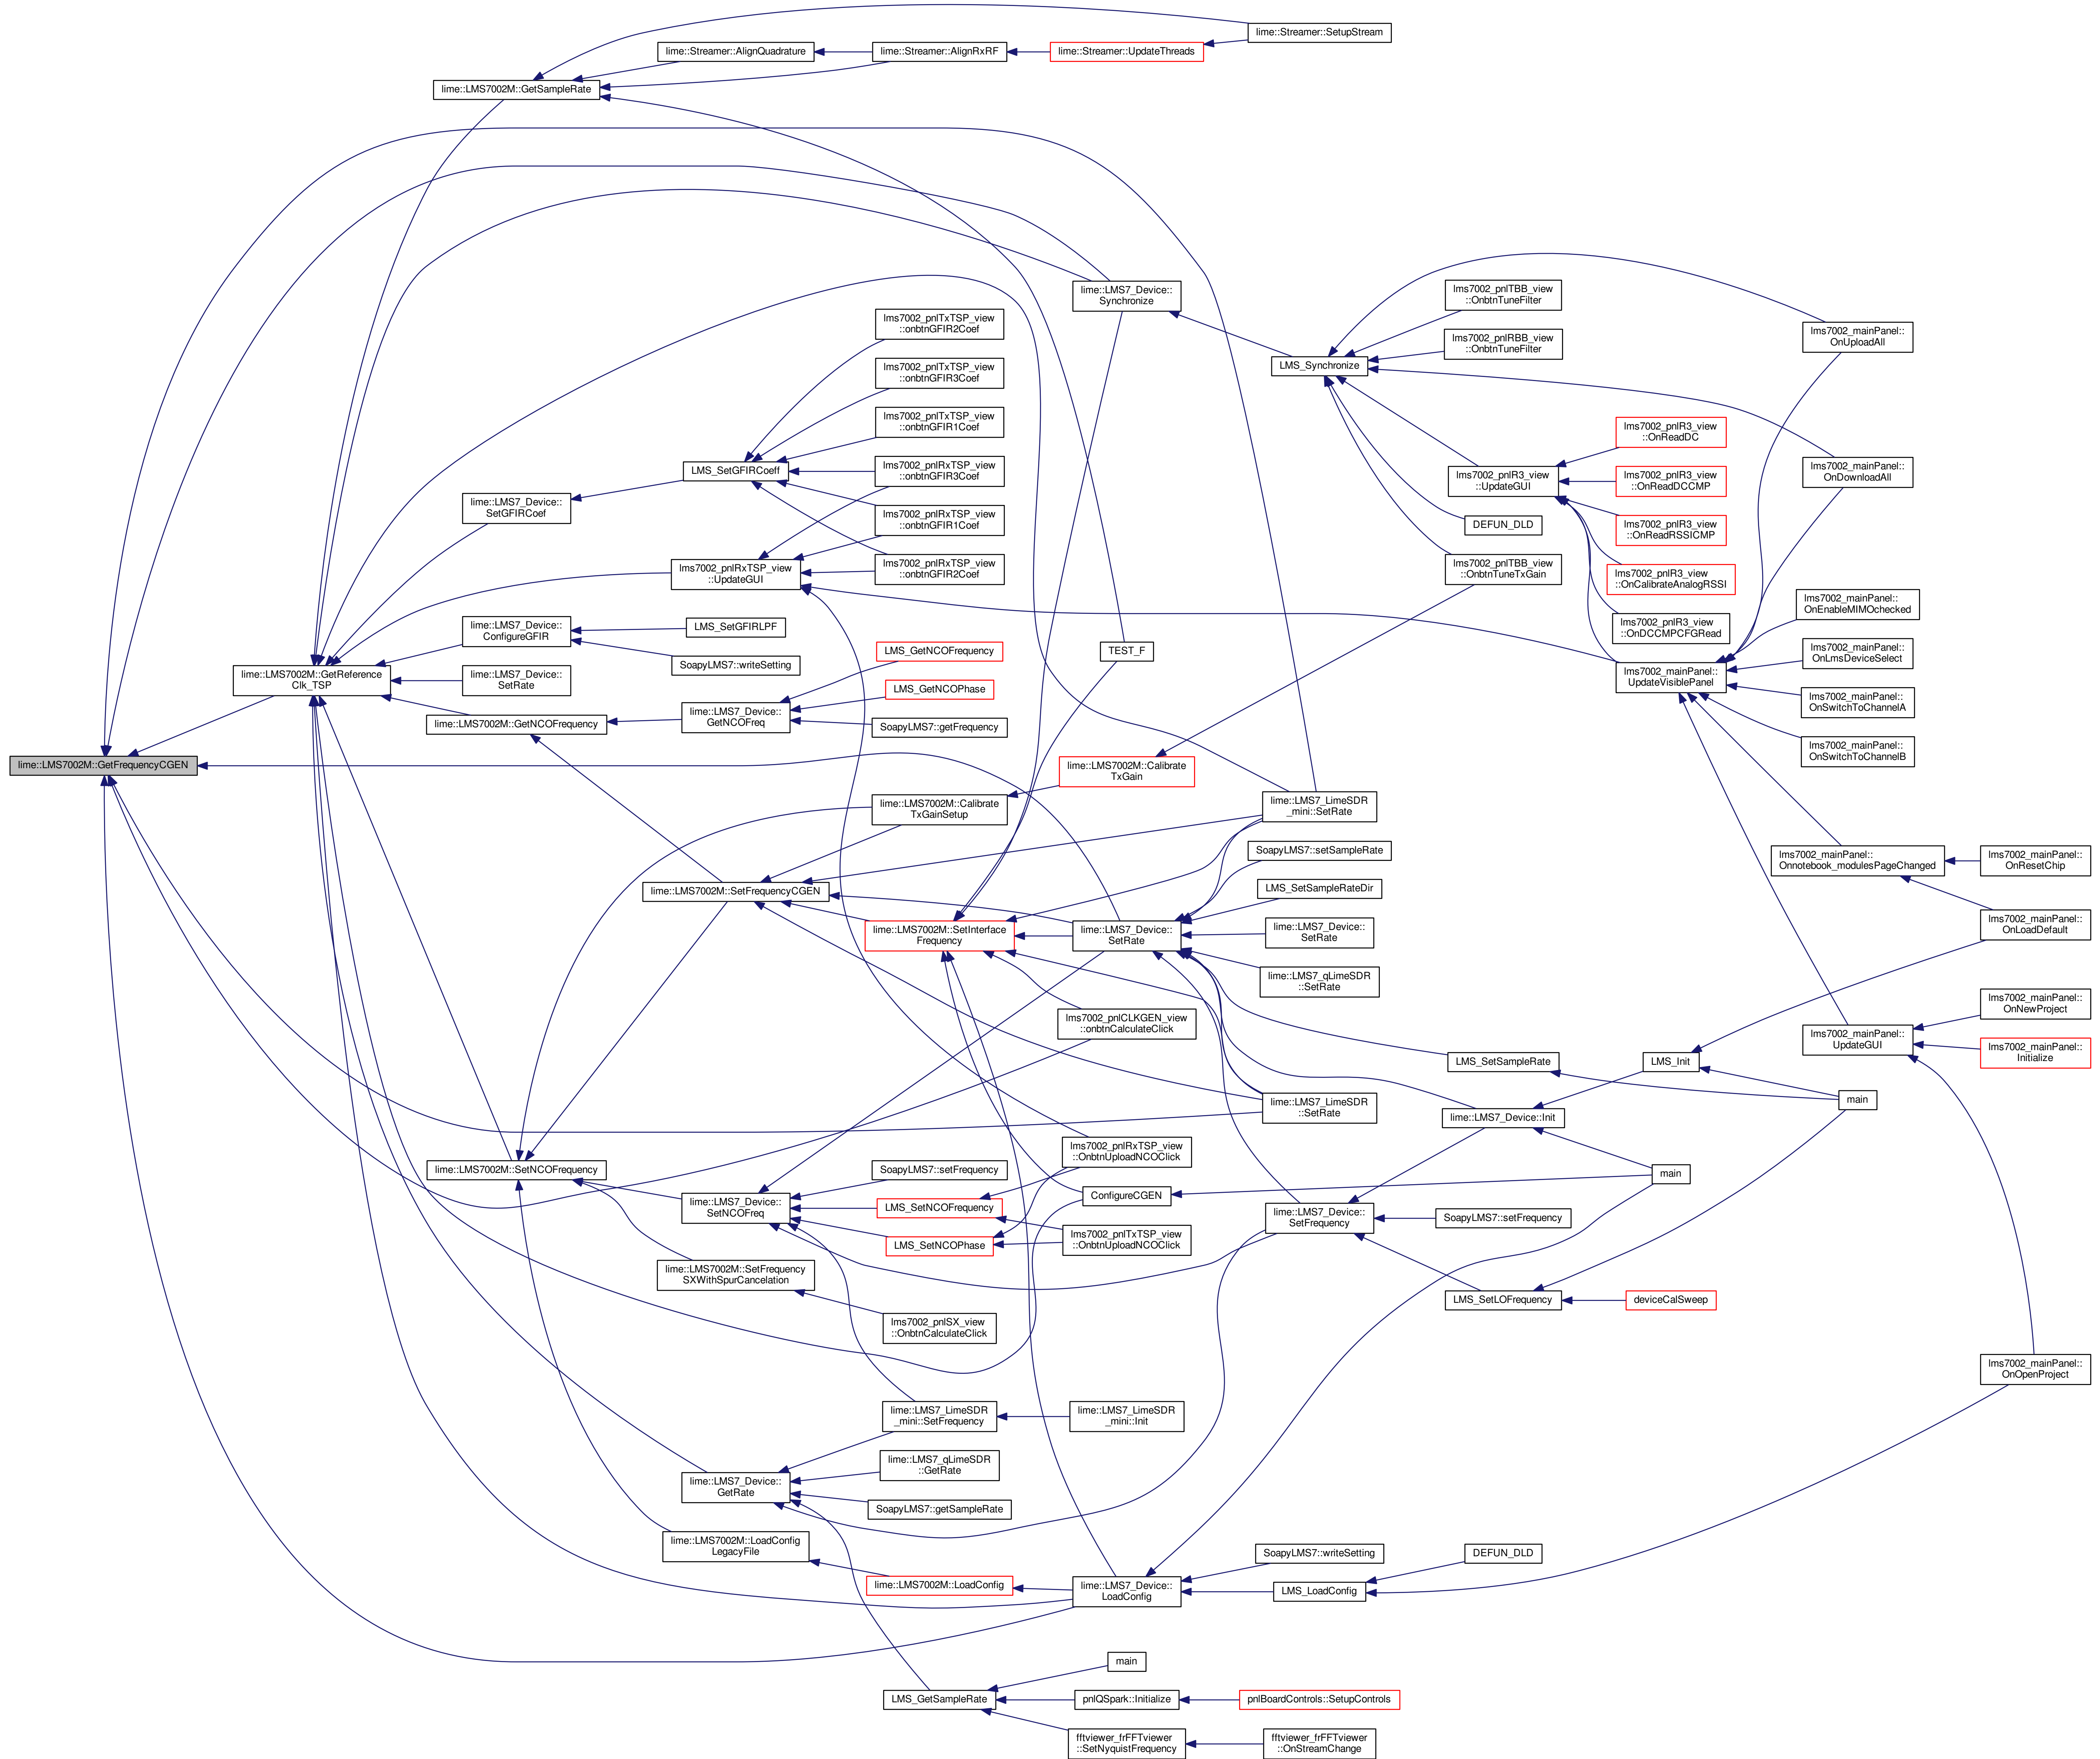 lime::LMS7002M::GetFrequencyCGEN
lime::LMS7002M::GetReference
Clk_TSP
lime::LMS7002M::GetSampleRate
lime::Streamer::AlignQuadrature
lime::Streamer::AlignRxRF
lime::Streamer::UpdateThreads
lime::Streamer::SetupStream
lime::LMS7_Device::
Synchronize
LMS_Synchronize
lms7002_pnlTBB_view
::OnbtnTuneFilter
lms7002_pnlRBB_view
::OnbtnTuneFilter
lms7002_mainPanel::
OnUploadAll
lms7002_mainPanel::
OnDownloadAll
lms7002_pnlR3_view
::UpdateGUI
lms7002_pnlR3_view
::OnReadDC
lms7002_pnlR3_view
::OnReadDCCMP
lms7002_pnlR3_view
::OnReadRSSICMP
lms7002_pnlR3_view
::OnCalibrateAnalogRSSI
lms7002_pnlR3_view
::OnDCCMPCFGRead
DEFUN_DLD
lms7002_pnlTBB_view
::OnbtnTuneTxGain
lms7002_mainPanel::
UpdateVisiblePanel
lms7002_mainPanel::
OnEnableMIMOchecked
lms7002_mainPanel::
OnLmsDeviceSelect
lms7002_mainPanel::
OnSwitchToChannelA
lms7002_mainPanel::
OnSwitchToChannelB
lms7002_mainPanel::
Onnotebook_modulesPageChanged
lms7002_mainPanel::
OnResetChip
lms7002_mainPanel::
OnLoadDefault
lms7002_mainPanel::
UpdateGUI
lms7002_mainPanel::
OnNewProject
lms7002_mainPanel::
Initialize
lms7002_mainPanel::
OnOpenProject
lms7002_pnlTxTSP_view
::onbtnGFIR2Coef
lms7002_pnlTxTSP_view
::onbtnGFIR3Coef
lms7002_pnlTxTSP_view
::onbtnGFIR1Coef
lms7002_pnlRxTSP_view
::onbtnGFIR3Coef
lms7002_pnlRxTSP_view
::onbtnGFIR1Coef
lms7002_pnlRxTSP_view
::onbtnGFIR2Coef
LMS_SetGFIRCoeff
lime::LMS7_Device::
SetGFIRCoef
lms7002_pnlRxTSP_view
::UpdateGUI
lime::LMS7_Device::
ConfigureGFIR
LMS_SetGFIRLPF
SoapyLMS7::writeSetting
lime::LMS7_Device::
SetRate
lime::LMS7002M::GetNCOFrequency
lime::LMS7_Device::
GetNCOFreq
LMS_GetNCOFrequency
LMS_GetNCOPhase
SoapyLMS7::getFrequency
TEST_F
lime::LMS7002M::Calibrate
TxGain
lime::LMS7002M::Calibrate
TxGainSetup
lime::LMS7_LimeSDR
_mini::SetRate
lime::LMS7002M::SetFrequencyCGEN
lime::LMS7002M::SetInterface
Frequency
lime::LMS7_Device::
SetRate
SoapyLMS7::setSampleRate
LMS_SetSampleRateDir
lime::LMS7_Device::
SetRate
lime::LMS7_qLimeSDR
::SetRate
lms7002_pnlCLKGEN_view
::onbtnCalculateClick
LMS_SetSampleRate
LMS_Init
main
lime::LMS7_LimeSDR
::SetRate
lime::LMS7_Device::Init
main
lms7002_pnlRxTSP_view
::OnbtnUploadNCOClick
ConfigureCGEN
lime::LMS7002M::SetNCOFrequency
lime::LMS7_Device::
SetNCOFreq
SoapyLMS7::setFrequency
LMS_SetNCOFrequency
LMS_SetNCOPhase
lms7002_pnlTxTSP_view
::OnbtnUploadNCOClick
lime::LMS7_Device::
SetFrequency
SoapyLMS7::setFrequency
LMS_SetLOFrequency
deviceCalSweep
lime::LMS7002M::SetFrequency
SXWithSpurCancelation
lms7002_pnlSX_view
::OnbtnCalculateClick
lime::LMS7_LimeSDR
_mini::SetFrequency
lime::LMS7_LimeSDR
_mini::Init
lime::LMS7_Device::
GetRate
lime::LMS7_qLimeSDR
::GetRate
SoapyLMS7::getSampleRate
lime::LMS7002M::LoadConfig
LegacyFile
lime::LMS7002M::LoadConfig
lime::LMS7_Device::
LoadConfig
SoapyLMS7::writeSetting
LMS_LoadConfig
DEFUN_DLD
LMS_GetSampleRate
main
pnlQSpark::Initialize
pnlBoardControls::SetupControls
fftviewer_frFFTviewer
::SetNyquistFrequency
fftviewer_frFFTviewer
::OnStreamChange